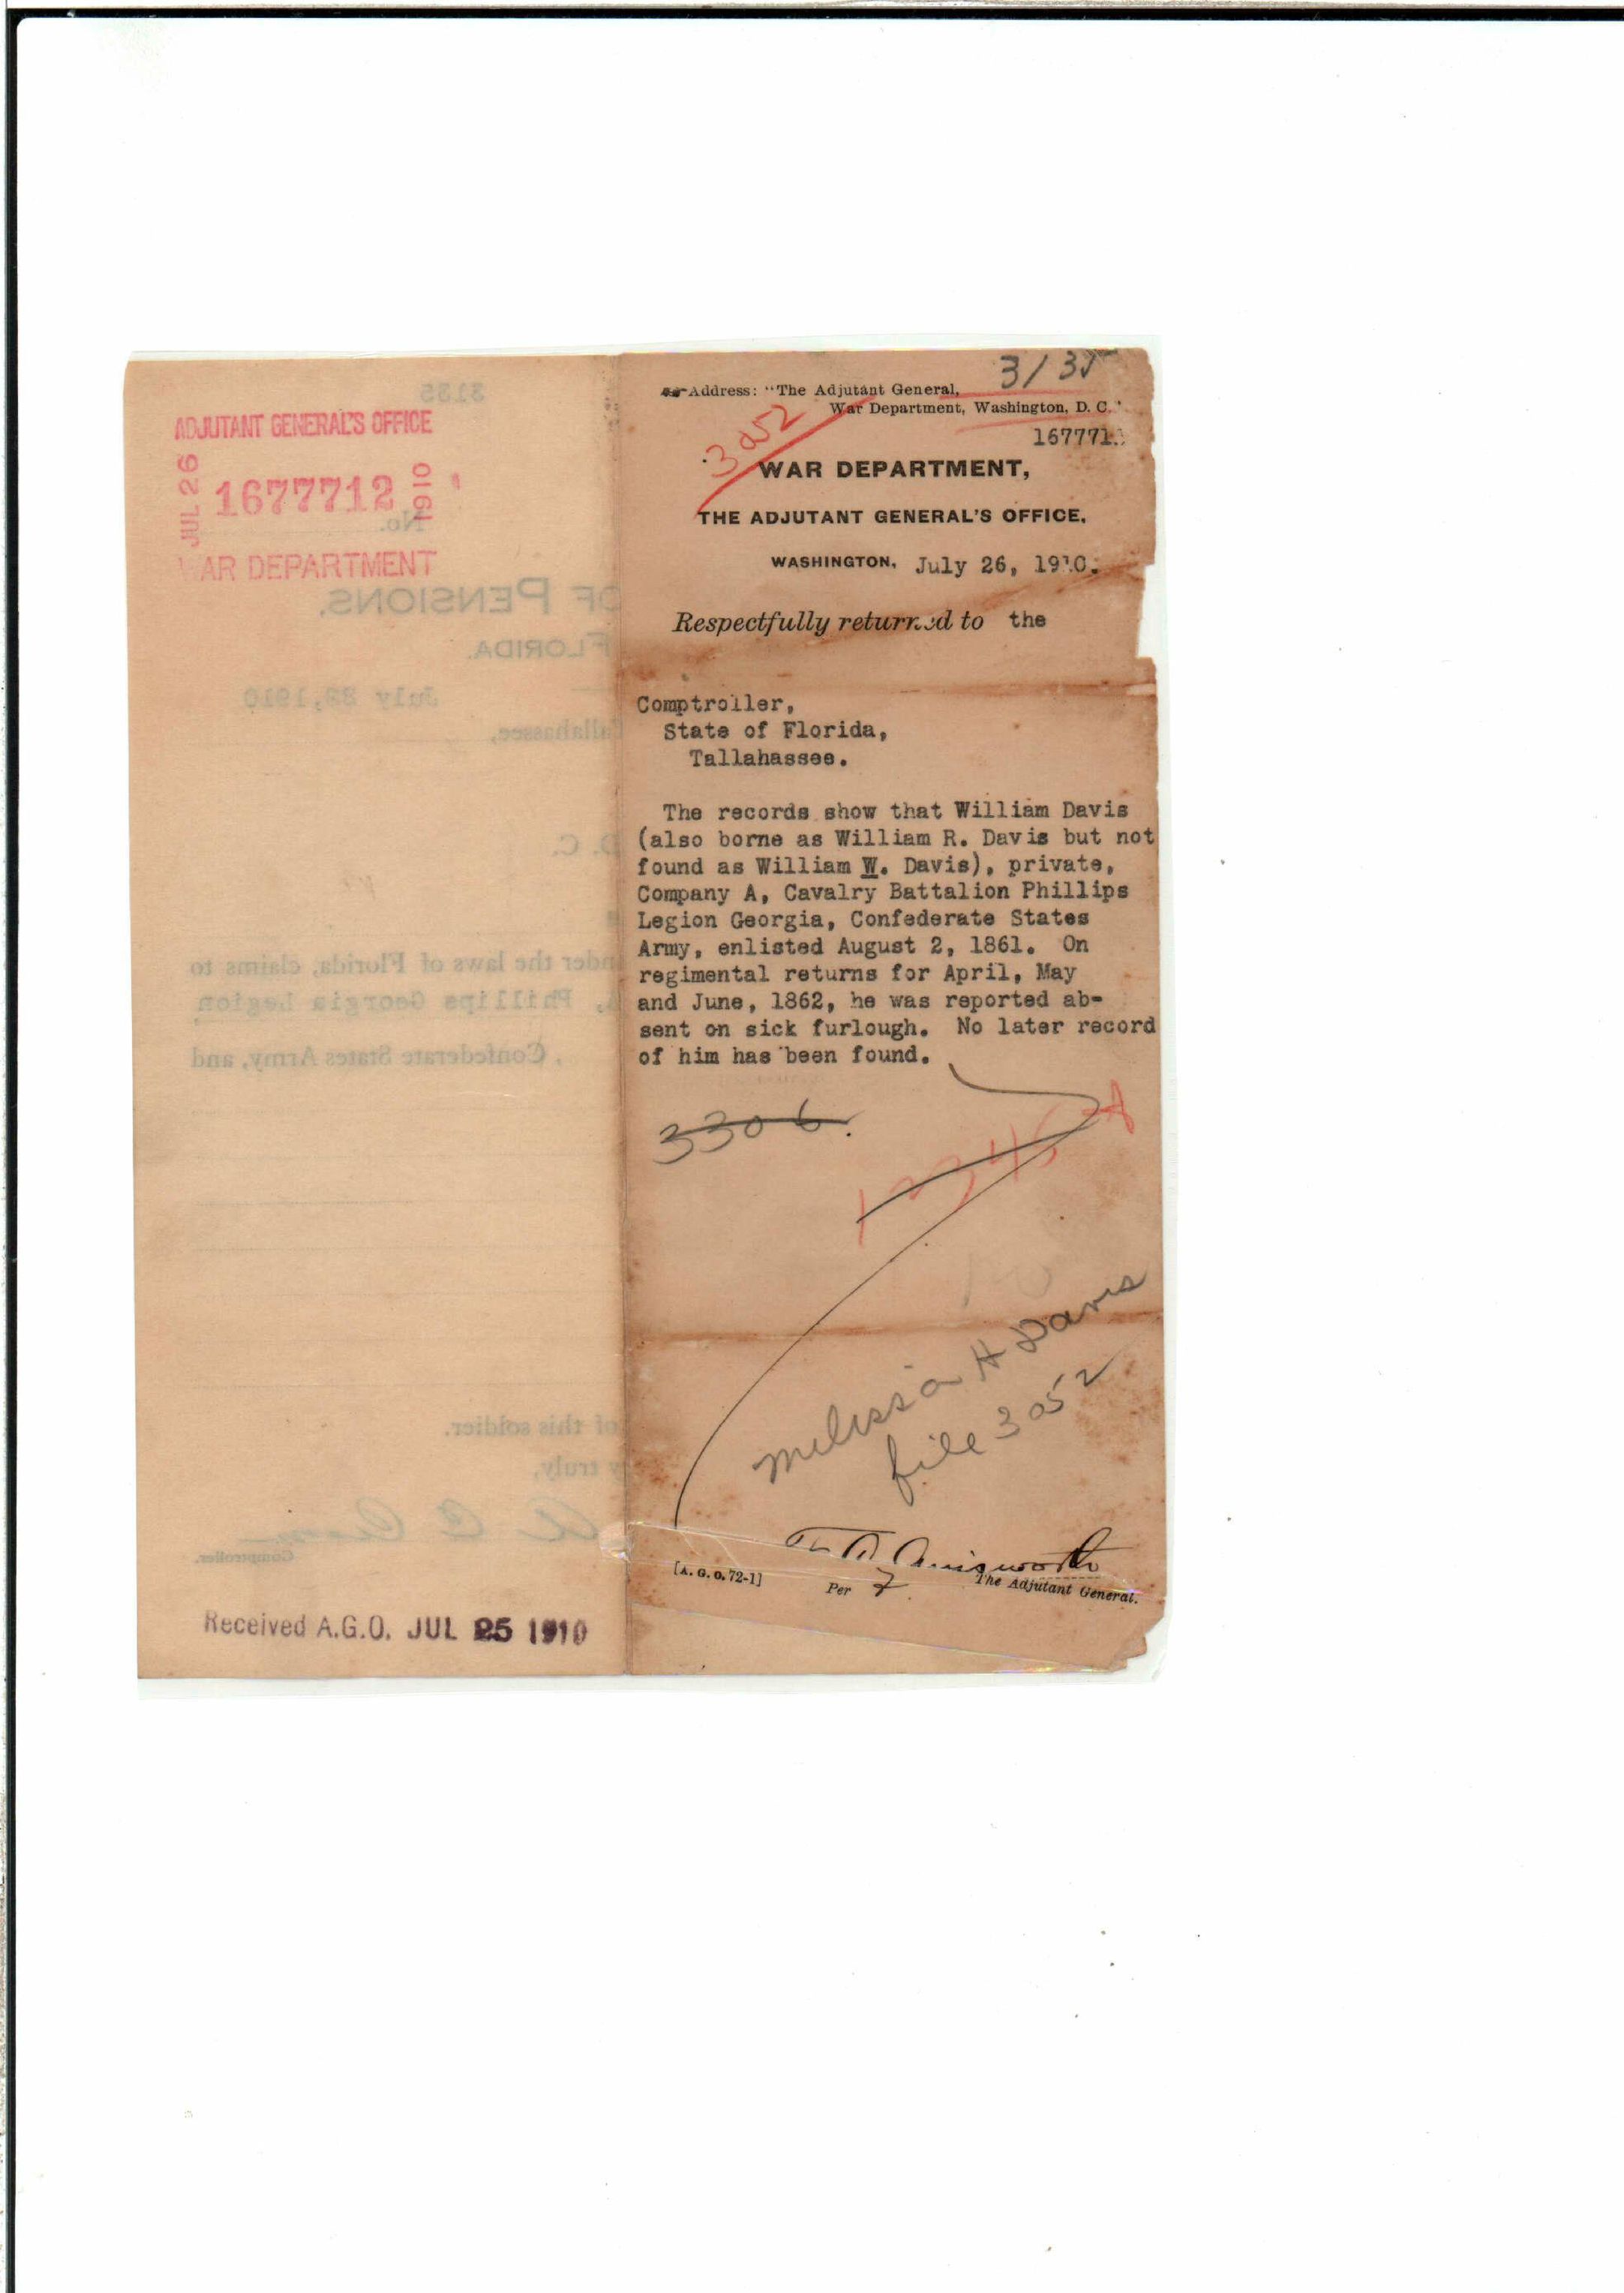 ADJUTANT GENERAL'S OFFICE
JUL 26
1677712
1910
WAR DEPARTMENT
Received A.G.O. JUL 25 1910
3135
Address: "The Adjutant General,
War Department, Washington, D. C."
3052
167771
WAR DEPARTMENT,
THE ADJUTANT GENERAL'S OFFICE,
WASHINGTON, July 26, 1910.
Respectfully returned to the
Comptroller,
State of Florida,
Tallahassee.
The records show that William Davis
(also borne as William R. Davis but not
found as William W. Davis), private,
Company A, Cavalry Battalion Phillips
Legion Georgia, Confederate States
Army, enlisted August 2, 1861. On
regimental returns for April, May
and June, 1862, he was reported ab-
sent on sick furlough. No later record
of him has been found.
3306.
Melissa H Davis
file 3052
Ainsworth
[A. G. O. 72-1]
Per
The Adjutant General.
3135
No.
OF PENSIONS.
FLORIDA.
July 22, 1910
Tallahassee,
D. C.
nder the laws of Florida, claims to
, Phillips Georgia Legion
, Confederate States Army, and
of this soldier.
y truly,
Comptroller.